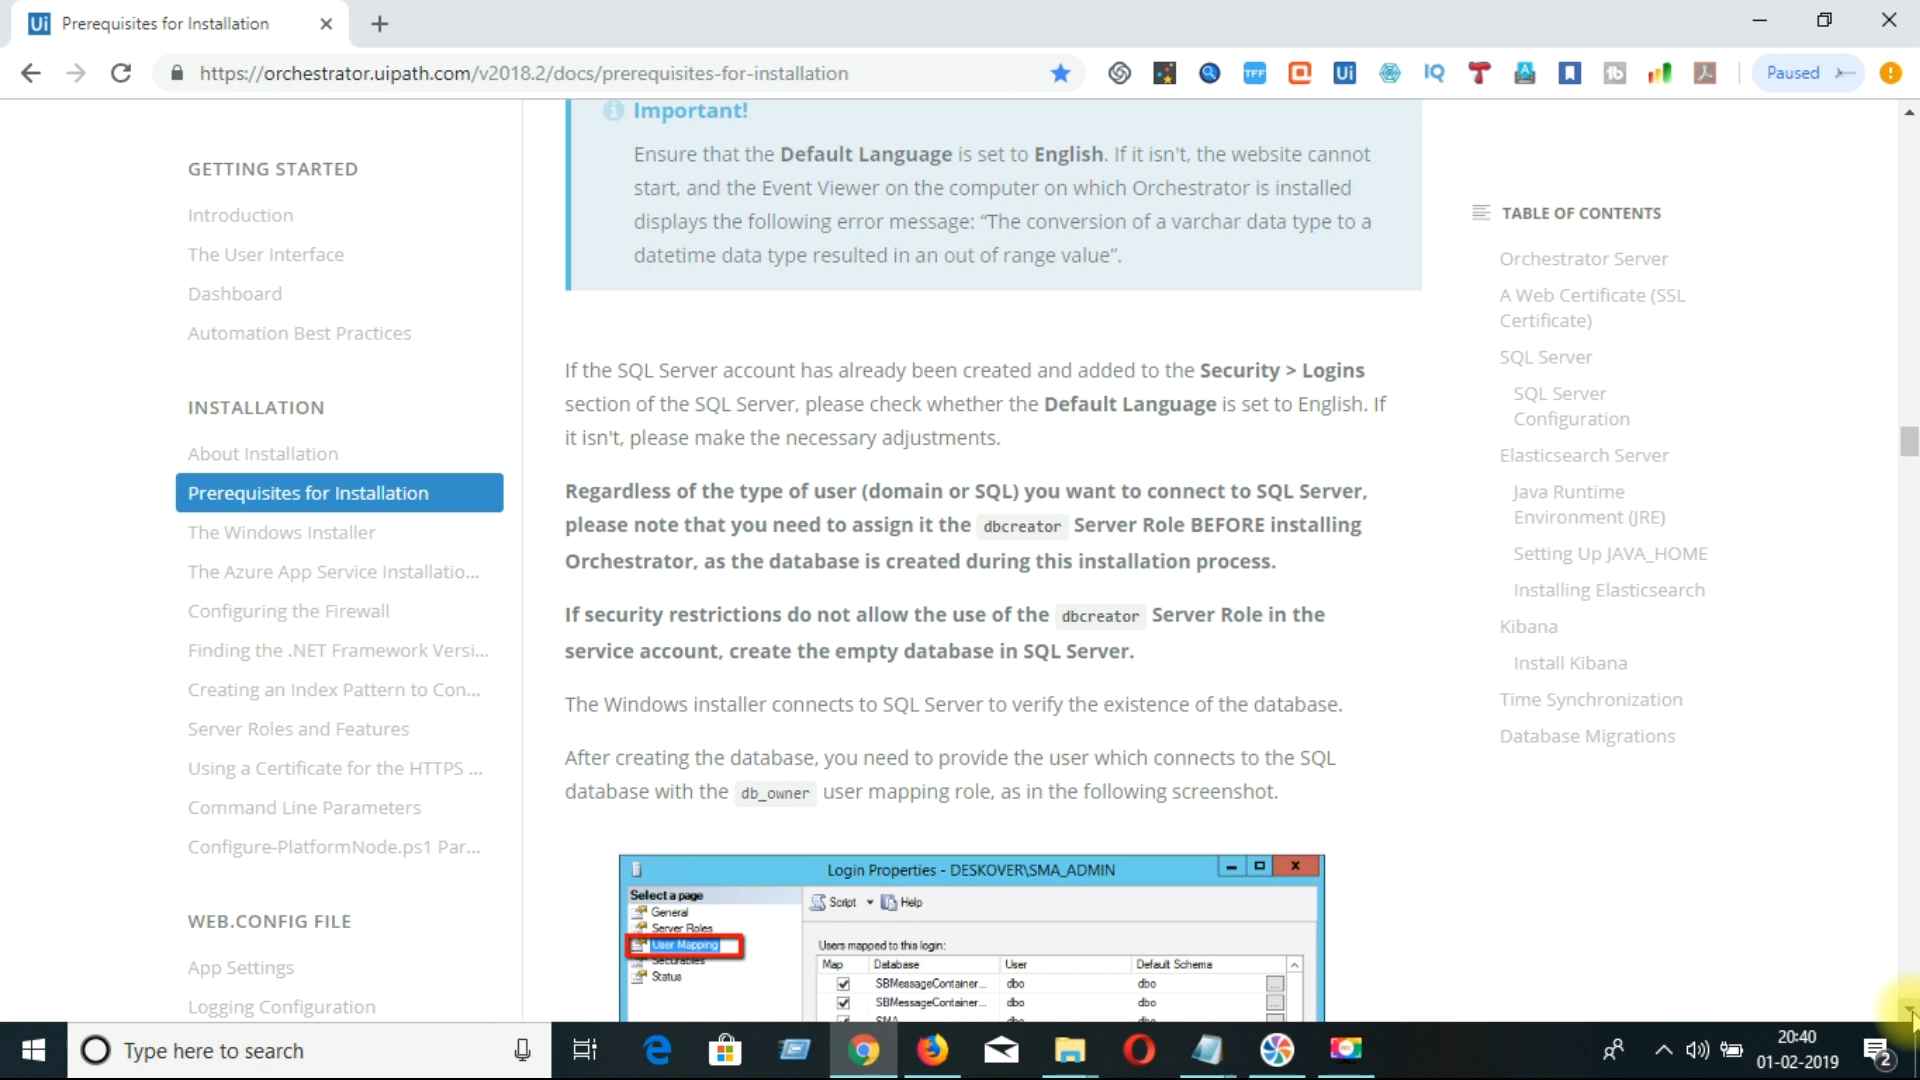 Prerequisites for Installation
https://orchestrator.uipath.com/v2018.2/docs/prerequisites-for-installation
TFF
Ui
IQ
Paused
GETTING STARTED
Introduction
The User Interface
Dashboard
Automation Best Practices
INSTALLATION
About Installation
Prerequisites for Installation
The Windows Installer
The Azure App Service Installatio...
Configuring the Firewall
Finding the .NET Framework Versi...
Creating an Index Pattern to Con...
Server Roles and Features
Using a Certificate for the HTTPS ...
Command Line Parameters
Configure-PlatformNode.ps1 Par...
WEB.CONFIG FILE
App Settings
Logging Configuration
Important!
Ensure that the Default Language is set to English. If it isn't, the website cannot
start, and the Event Viewer on the computer on which Orchestrator is installed
displays the following error message: “The conversion of a varchar data type to a
datetime data type resulted in an out of range value”.
If the SQL Server account has already been created and added to the Security > Logins
section of the SQL Server, please check whether the Default Language is set to English. If
it isn't, please make the necessary adjustments.
Regardless of the type of user (domain or SQL) you want to connect to SQL Server,
please note that you need to assign it the dbcreator Server Role BEFORE installing
Orchestrator, as the database is created during this installation process.
If security restrictions do not allow the use of the dbcreator Server Role in the
service account, create the empty database in SQL Server.
The Windows installer connects to SQL Server to verify the existence of the database.
After creating the database, you need to provide the user which connects to the SQL
database with the db_owner user mapping role, as in the following screenshot.
Login Properties - DESKOVER\SMA_ADMIN
Select a page
General
Server Roles
User Mapping
Securables
Status
Script Help
Users mapped to this login:
Map Database User Default Schema
SBMessageContainer... dbo dbo
SBMessageContainer... dbo dbo
SMA dbo dbo
TABLE OF CONTENTS
Orchestrator Server
A Web Certificate (SSL
Certificate)
SQL Server
SQL Server
Configuration
Elasticsearch Server
Java Runtime
Environment (JRE)
Setting Up JAVA_HOME
Installing Elasticsearch
Kibana
Install Kibana
Time Synchronization
Database Migrations
Type here to search
20:40
01-02-2019
2